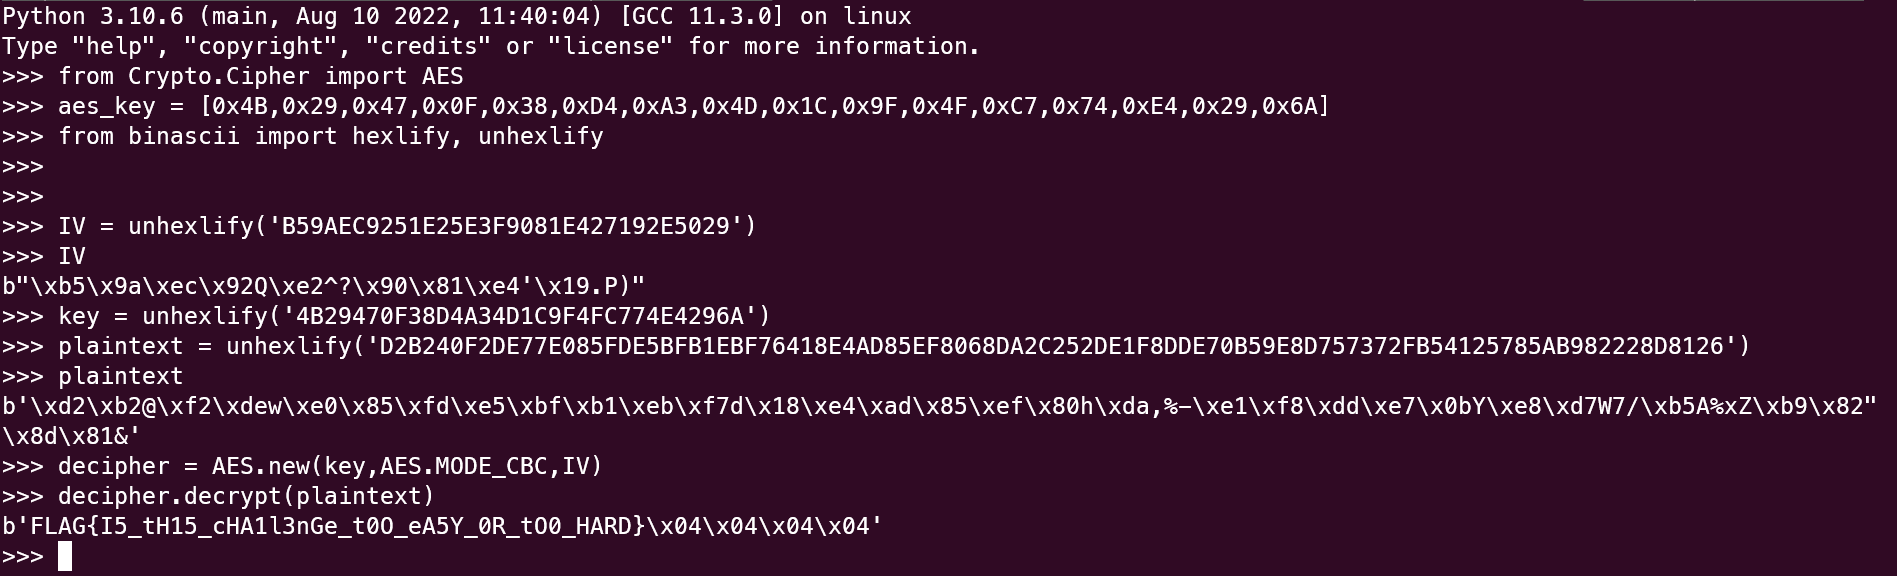 Python 3.10.6 (main, Aug 10 2022, 11:40:04) [GCC 11.3.0] on linux
Type "help", "copyright", "credits" or "license" for more information.
>>> from Crypto.Cipher import AES
>>> aes_key = [0x4B,0x29,0x47,0x0F,0x38,0xD4,0xA3,0x4D,0x1C,0x9F,0x4F,0xC7,0x74,0xE4,0x29,0x6A]
>>> from binascii import hexlify, unhexlify
>>>
>>>
>>> IV = unhexlify('B59AEC9251E25E3F9081E427192E5029')
>>> IV
b"\xb5\x9a\xec\x92Q\xe2^?\x90\x81\xe4'\x19.P)"
>>> key = unhexlify('4B29470F38D4A34D1C9F4FC774E4296A')
>>> plaintext = unhexlify('D2B240F2DE77E085FDE5BFB1EBF76418E4AD85EF8068DA2C252DE1F8DDE70B59E8D757372FB54125785AB982228D8126')
>>> plaintext
b'\xd2\xb2@\xf2\xdew\xe0\x85\xfd\xe5\xbf\xb1\xeb\xf7d\x18\xe4\xad\x85\xef\x80h\xda,%-\xe1\xf8\xdd\xe7\x0bY\xe8\xd7W7/\xb5A%xZ\xb9\x82"
\x8d\x81&'
>>> decipher = AES.new(key,AES.MODE_CBC,IV)
>>> decipher.decrypt(plaintext)
b'FLAG{I5_tH15_cHA1l3nGe_t0O_eA5Y_0R_tO0_HARD}\x04\x04\x04\x04'
>>>